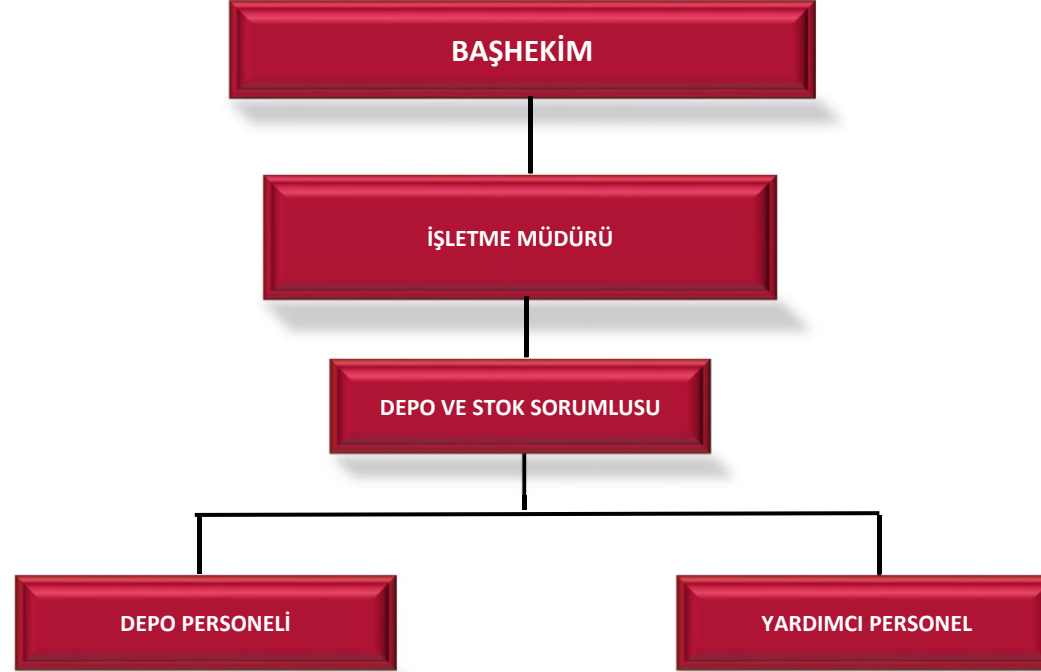 BAŞHEKİM
İŞLETME MÜDÜRÜ
DEPO VE STOK SORUMLUSU
DEPO PERSONELİ
YARDIMCI PERSONEL